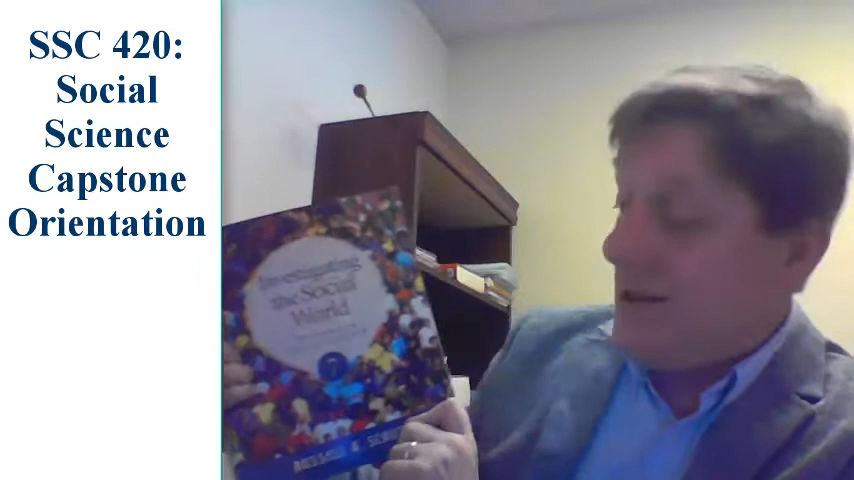 SSC 420:
Social
Science
Capstone
Orientation
Investigating
the Social
World
7